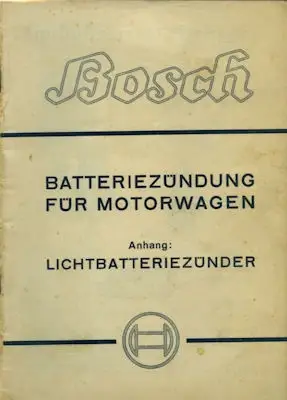 Bosch
BATTERIEZÜNDUNG
FÜR MOTORWAGEN
Anhang:
LICHTBATTERIEZÜNDER